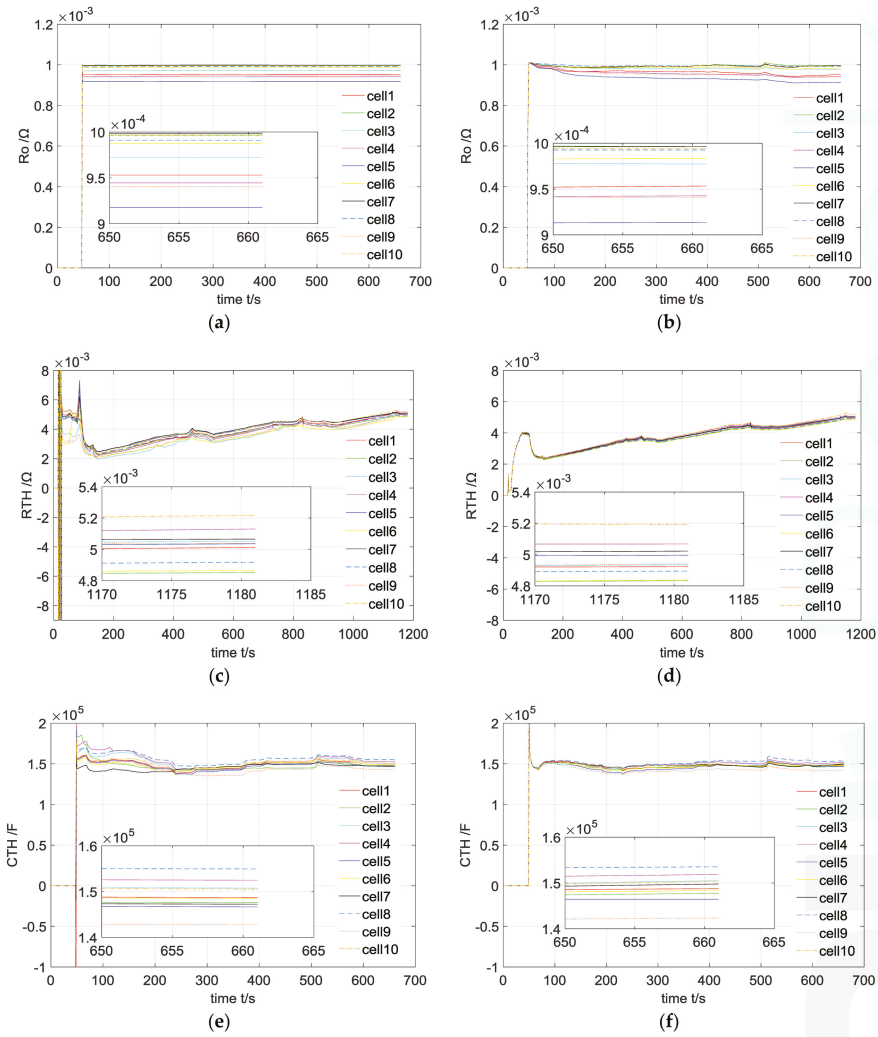 ×10⁻³
1.2
1
0.8
0.6
0.4
0.2
0
Ro /Ω
0 100 200 300 400 500 600 700
time t/s
cell1
cell2
cell3
cell4
cell5
cell6
cell7
cell8
cell9
cell10
×10⁻⁴
10
9.5
9
650 655 660 665
(a)
×10⁻³
1.2
1
0.8
0.6
0.4
0.2
0
Ro /Ω
0 100 200 300 400 500 600 700
time t/s
cell1
cell2
cell3
cell4
cell5
cell6
cell7
cell8
cell9
cell10
×10⁻⁴
10
9.5
9
650 655 660 665
(b)
×10⁻³
8
6
4
2
0
-2
-4
-6
-8
RTH /Ω
0 200 400 600 800 1000 1200
time t/s
cell1
cell2
cell3
cell4
cell5
cell6
cell7
cell8
cell9
cell10
×10⁻³
5.4
5.2
5
4.8
1170 1175 1180 1185
(c)
×10⁻³
8
6
4
2
0
-2
-4
-6
-8
RTH /Ω
0 200 400 600 800 1000 1200
time t/s
cell1
cell2
cell3
cell4
cell5
cell6
cell7
cell8
cell9
cell10
×10⁻³
5.4
5.2
5
4.8
1170 1175 1180 1185
(d)
×10⁵
2
1.5
1
0.5
0
-0.5
-1
CTH /F
0 100 200 300 400 500 600 700
time t/s
cell1
cell2
cell3
cell4
cell5
cell6
cell7
cell8
cell9
cell10
×10⁵
1.6
1.5
1.4
650 655 660 665
(e)
×10⁵
2
1.5
1
0.5
0
-0.5
-1
CTH /F
0 100 200 300 400 500 600 700
time t/s
cell1
cell2
cell3
cell4
cell5
cell6
cell7
cell8
cell9
cell10
×10⁵
1.6
1.5
1.4
650 655 660 665
(f)